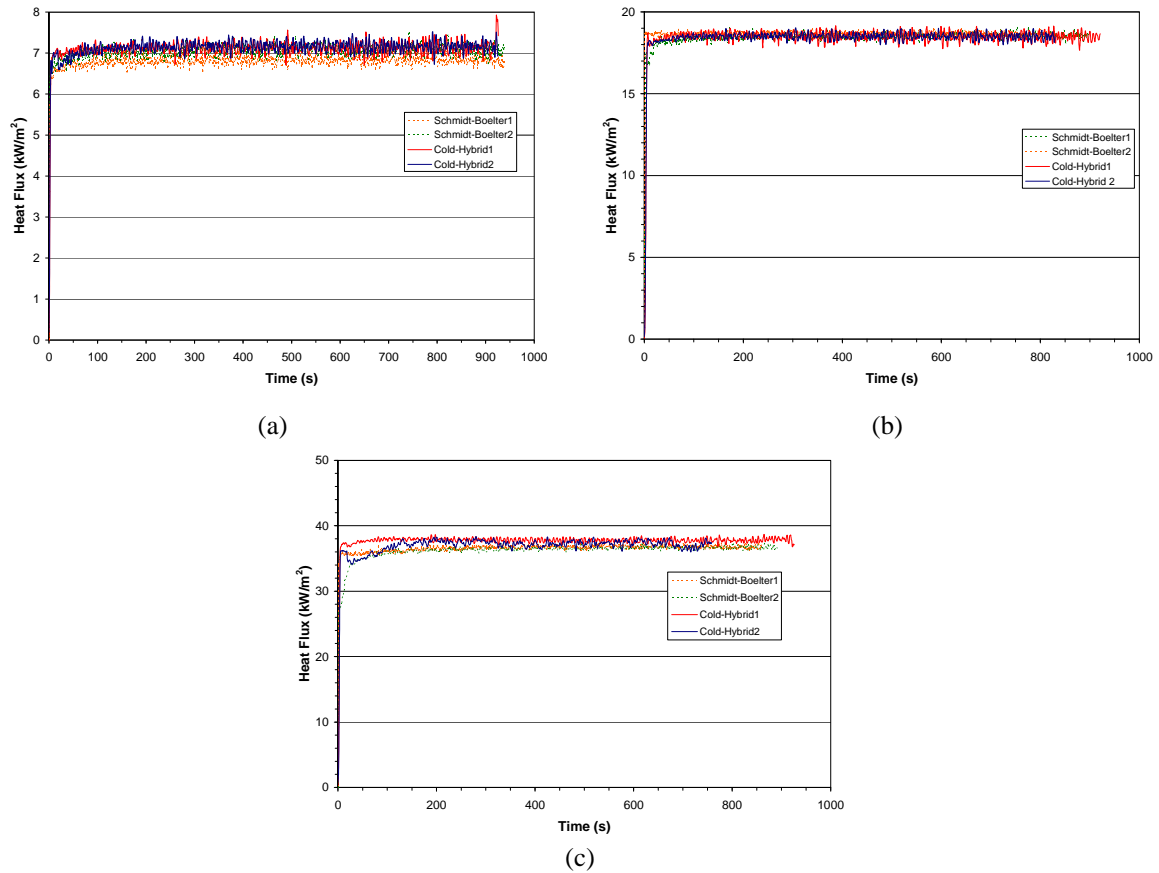 8
7
6
5
4
3
2
1
0
Heat Flux (kW/m²)
Schmidt-Boelter1
Schmidt-Boelter2
Cold-Hybrid1
Cold-Hybrid2
0 100 200 300 400 500 600 700 800 900 1000
Time (s)
(a)
20
15
10
5
0
Heat Flux (kW/m²)
Schmidt-Boelter1
Schmidt-Boelter2
Cold-Hybrid1
Cold-Hybrid 2
0 200 400 600 800 1000
Time (s)
(b)
50
40
30
20
10
0
Heat Flux (kW/m²)
Schmidt-Boelter1
Schmidt-Boelter2
Cold-Hybrid1
Cold-Hybrid2
0 200 400 600 800 1000
Time (s)
(c)